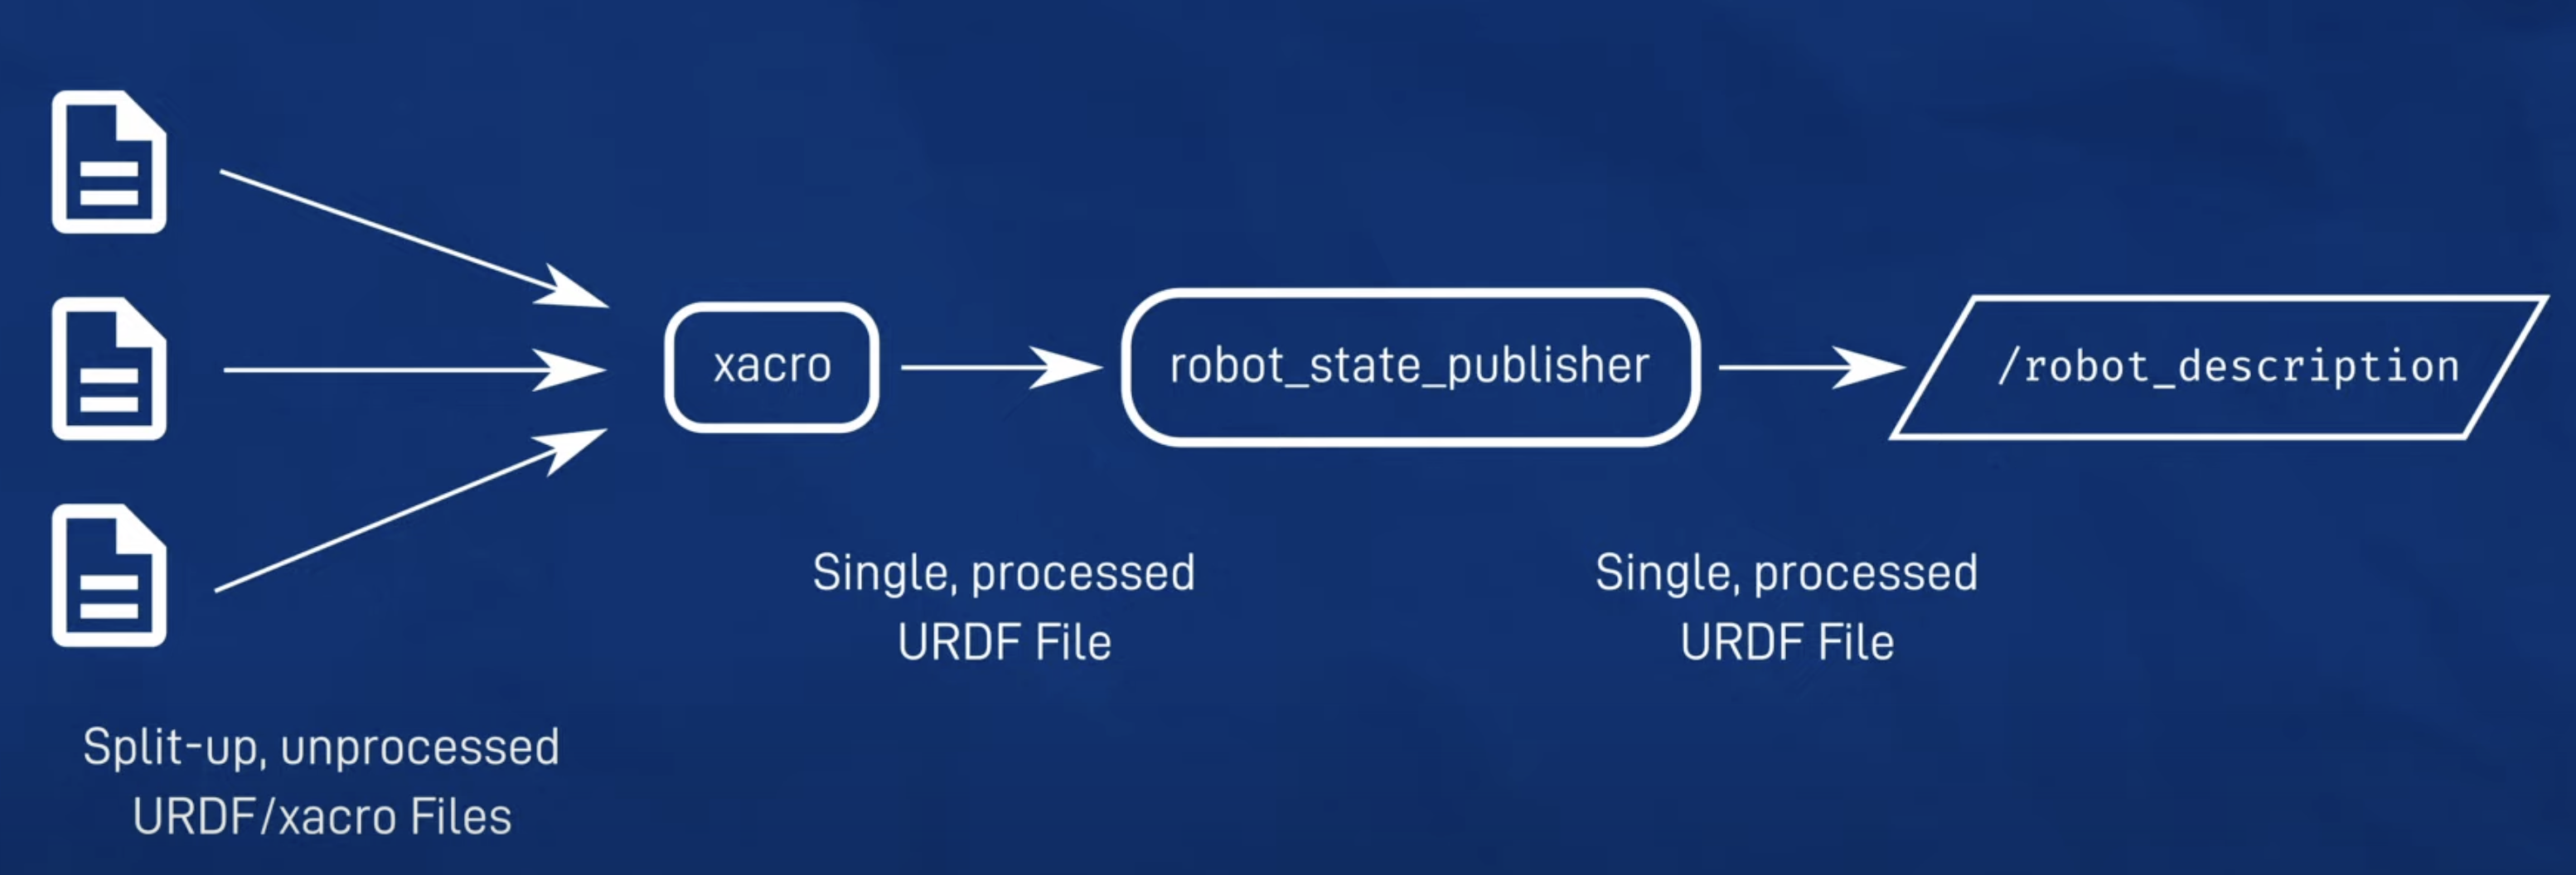 xacro
robot_state_publisher
/robot_description
Single, processed
URDF File
Single, processed
URDF File
Split-up, unprocessed
URDF/xacro Files